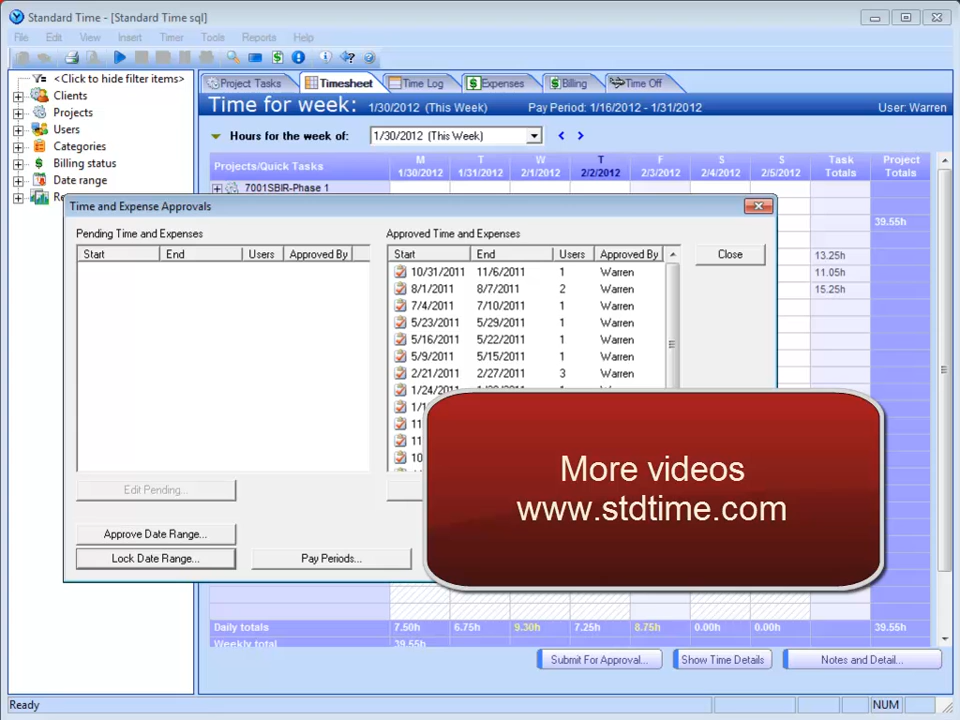 Standard Time - [Standard Time sql]
File Edit View Insert Timer Tools Reports Help
<Click to hide filter items>
Clients
Projects
Users
Categories
Billing status
Date range
Project Tasks Timesheet Time Log Expenses Billing Time Off
Time for week: 1/30/2012 (This Week) Pay Period: 1/16/2012 - 1/31/2012 User: Warren
Hours for the week of: 1/30/2012 (This Week) < >
Projects/Quick Tasks M 1/30/2012 T 1/31/2012 W 2/1/2012 T 2/2/2012 F 2/3/2012 S 2/4/2012 S 2/5/2012 Task Totals Project Totals
7001SBIR-Phase 1
39.55h
13.25h
11.05h
15.25h
Time and Expense Approvals
Pending Time and Expenses
Start End Users Approved By
Approved Time and Expenses
Start End Users Approved By
10/31/2011 11/6/2011 1 Warren
8/1/2011 8/7/2011 2 Warren
7/4/2011 7/10/2011 1 Warren
5/23/2011 5/29/2011 1 Warren
5/16/2011 5/22/2011 1 Warren
5/9/2011 5/15/2011 1 Warren
2/21/2011 2/27/2011 3 Warren
Close
Edit Pending...
Approve Date Range...
Lock Date Range...
Pay Periods...
More videos
www.stdtime.com
Daily totals 7.50h 6.75h 9.30h 7.25h 8.75h 0.00h 0.00h 39.55h
Weekly total 39.55h
Submit For Approval... Show Time Details Notes and Detail...
Ready NUM